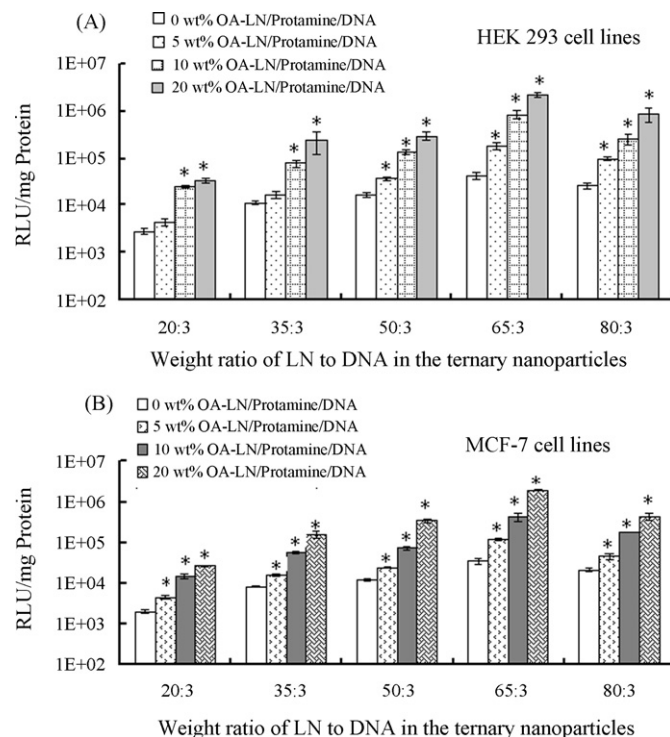 (A)
HEK 293 cell lines
0 wt% OA-LN/Protamine/DNA
5 wt% OA-LN/Protamine/DNA
10 wt% OA-LN/Protamine/DNA
20 wt% OA-LN/Protamine/DNA
RLU/mg Protein
1E+07
1E+06
1E+05
1E+04
1E+03
1E+02
* * * * * * * * * * * * * *
20:3 35:3 50:3 65:3 80:3
Weight ratio of LN to DNA in the ternary nanoparticles
(B)
MCF-7 cell lines
0 wt% OA-LN/Protamine/DNA
5 wt% OA-LN/Protamine/DNA
10 wt% OA-LN/Protamine/DNA
20 wt% OA-LN/Protamine/DNA
RLU/mg Protein
1E+07
1E+06
1E+05
1E+04
1E+03
1E+02
* * * * * * * * * * * * * * *
20:3 35:3 50:3 65:3 80:3
Weight ratio of LN to DNA in the ternary nanoparticles